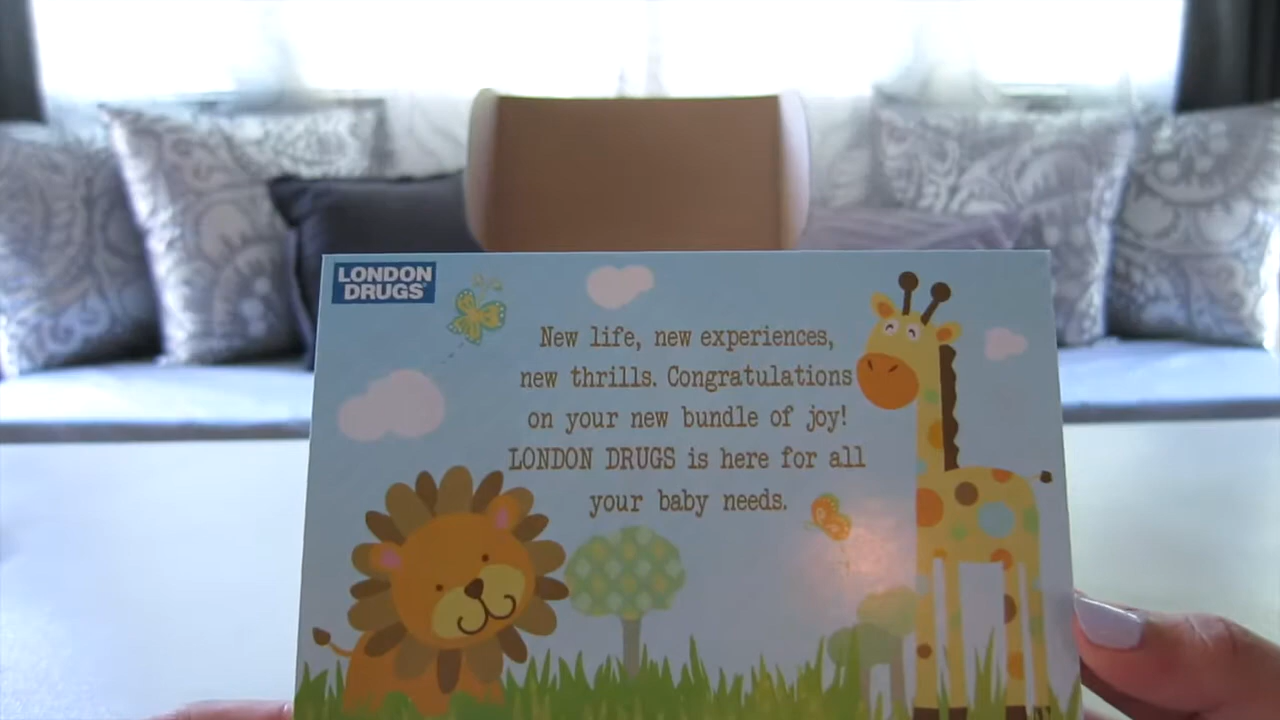 LONDON
DRUGS
New life, new experiences,
new thrills. Congratulations
on your new bundle of joy!
LONDON DRUGS is here for all
your baby needs.